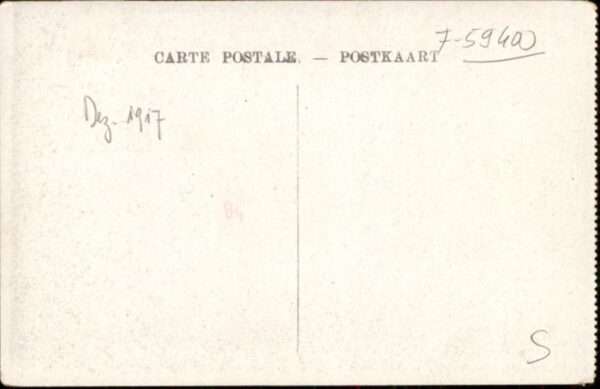 7-59400
CARTE POSTALE. — POSTKAART
Dez. 1917
S